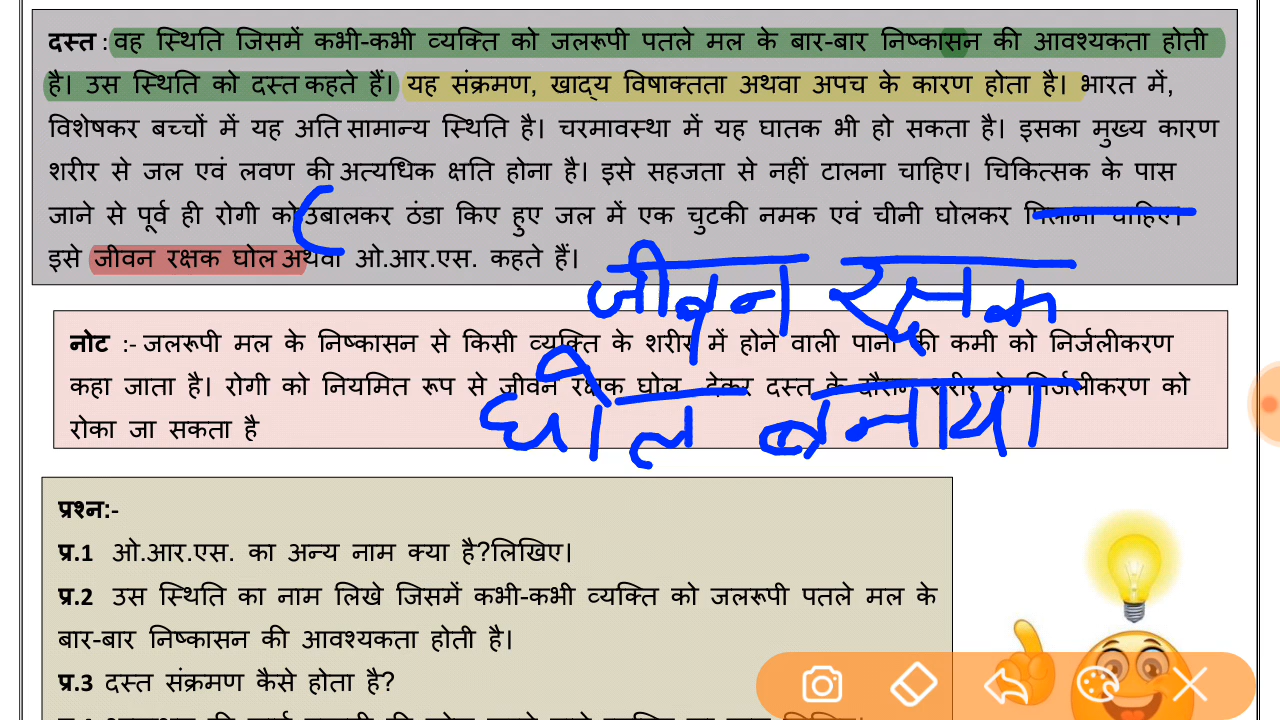 दस्त : वह स्थिति जिसमें कभी-कभी व्यक्ति को जलरूपी पतले मल के बार-बार निष्कासन की आवश्यकता होती
है। उस स्थिति को दस्त कहते हैं। यह संक्रमण, खाद्य विषाक्तता अथवा अपच के कारण होता है। भारत में,
विशेषकर बच्चों में यह अति सामान्य स्थिति है। चरमावस्था में यह घातक भी हो सकता है। इसका मुख्य कारण
शरीर से जल एवं लवण की अत्यधिक क्षति होना है। इसे सहजता से नहीं टालना चाहिए। चिकित्सक के पास
जाने से पूर्व ही रोगी को उबालकर ठंडा किए हुए जल में एक चुटकी नमक एवं चीनी घोलकर पिलाना चाहिए।
इसे जीवन रक्षक घोल अथवा ओ.आर.एस. कहते हैं।
जीवन रक्षक
नोट :- जलरूपी मल के निष्कासन से किसी व्यक्ति के शरीर में होने वाली पानी की कमी को निर्जलीकरण
कहा जाता है। रोगी को नियमित रूप से जीवन रक्षक घोल देकर दस्त के दौरान शरीर के निर्जलीकरण को
रोका जा सकता है
घोल बनाया
प्रश्न:-
प्र.1 ओ.आर.एस. का अन्य नाम क्या है?लिखिए।
प्र.2 उस स्थिति का नाम लिखे जिसमें कभी-कभी व्यक्ति को जलरूपी पतले मल के
बार-बार निष्कासन की आवश्यकता होती है।
प्र.3 दस्त संक्रमण कैसे होता है?